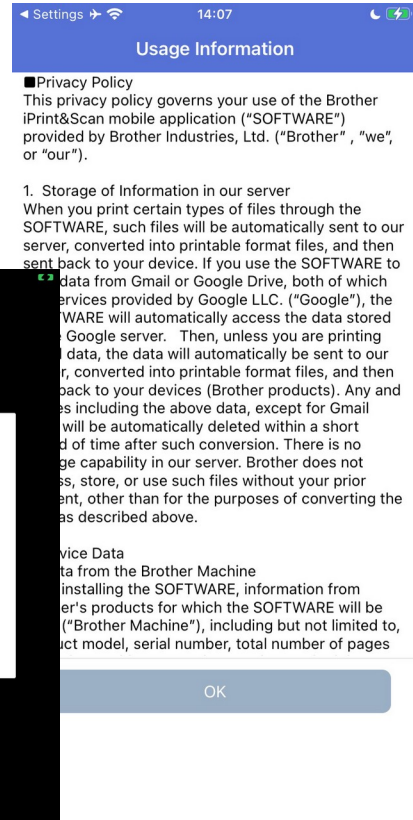 Settings
14:07
Usage Information
■Privacy Policy
This privacy policy governs your use of the Brother
iPrint&Scan mobile application (“SOFTWARE”)
provided by Brother Industries, Ltd. (“Brother” , "we",
or “our”).
1. Storage of Information in our server
When you print certain types of files through the
SOFTWARE, such files will be automatically sent to our
server, converted into printable format files, and then
sent back to your device. If you use the SOFTWARE to
data from Gmail or Google Drive, both of which
services provided by Google LLC. (“Google”), the
will automatically access the data stored
Google server. Then, unless you are printing
data, the data will automatically be sent to our
converted into printable format files, and then
back to your devices (Brother products). Any and
including the above data, except for Gmail
will be automatically deleted within a short
of time after such conversion. There is no
capability in our server. Brother does not
store, or use such files without your prior
other than for the purposes of converting the
as described above.
Data
from the Brother Machine
installing the SOFTWARE, information from
products for which the SOFTWARE will be
(“Brother Machine”), including but not limited to,
model, serial number, total number of pages
OK